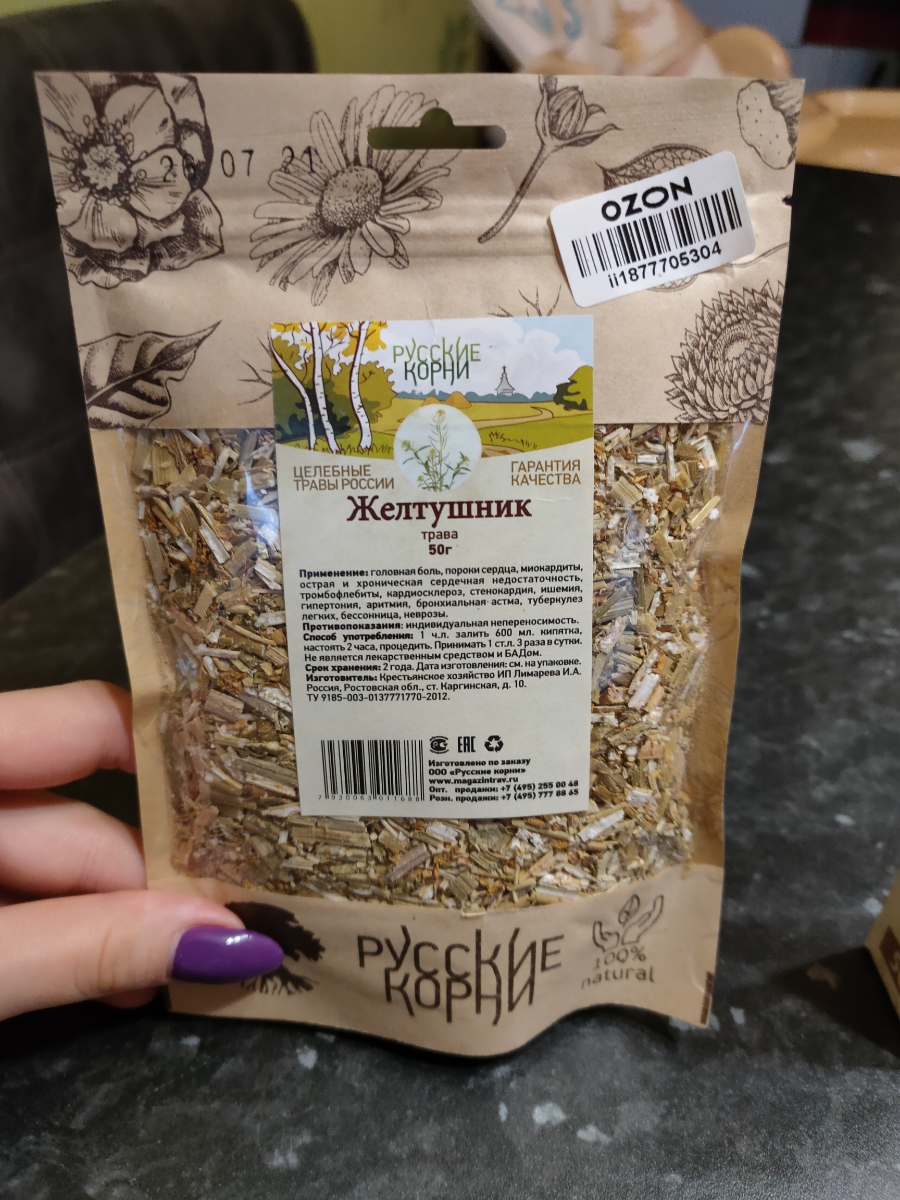 28 07 21
OZON
ii1877705304
РУССКИЕ
КОРНИ
ЦЕЛЕБНЫЕ
ТРАВЫ РОССИИ
ГАРАНТИЯ
КАЧЕСТВА
Желтушник
трава
50г
Применение: головная боль, пороки сердца, миокардиты,
острая и хроническая сердечная недостаточность,
тромбофлебиты, кардиосклероз, стенокардия, ишемия,
гипертония, аритмия, бронхиальная астма, туберкулез
легких, бессонница, неврозы.
Противопоказания: индивидуальная непереносимость.
Способ употребления: 1 ч.л. залить 600 мл. кипятка,
настоять 2 часа, процедить. Принимать 1 ст.л. 3 раза в сутки.
Не является лекарственным средством и БАДом.
Срок хранения: 2 года. Дата изготовления: см. на упаковке.
Изготовитель: Крестьянское хозяйство ИП Лимарева И.А.
Россия, Ростовская обл., ст. Каргинская, д. 10.
ТУ 9185-003-0137771770-2012.
EAC
Изготовлено по заказу
ООО «Русские корни»
www.magazintrav.ru
Опт. продажи: +7 (495) 255 00 48
Розн. продажи: +7 (495) 777 88 65
РУССКИЕ
КОРНИ
100%
natural